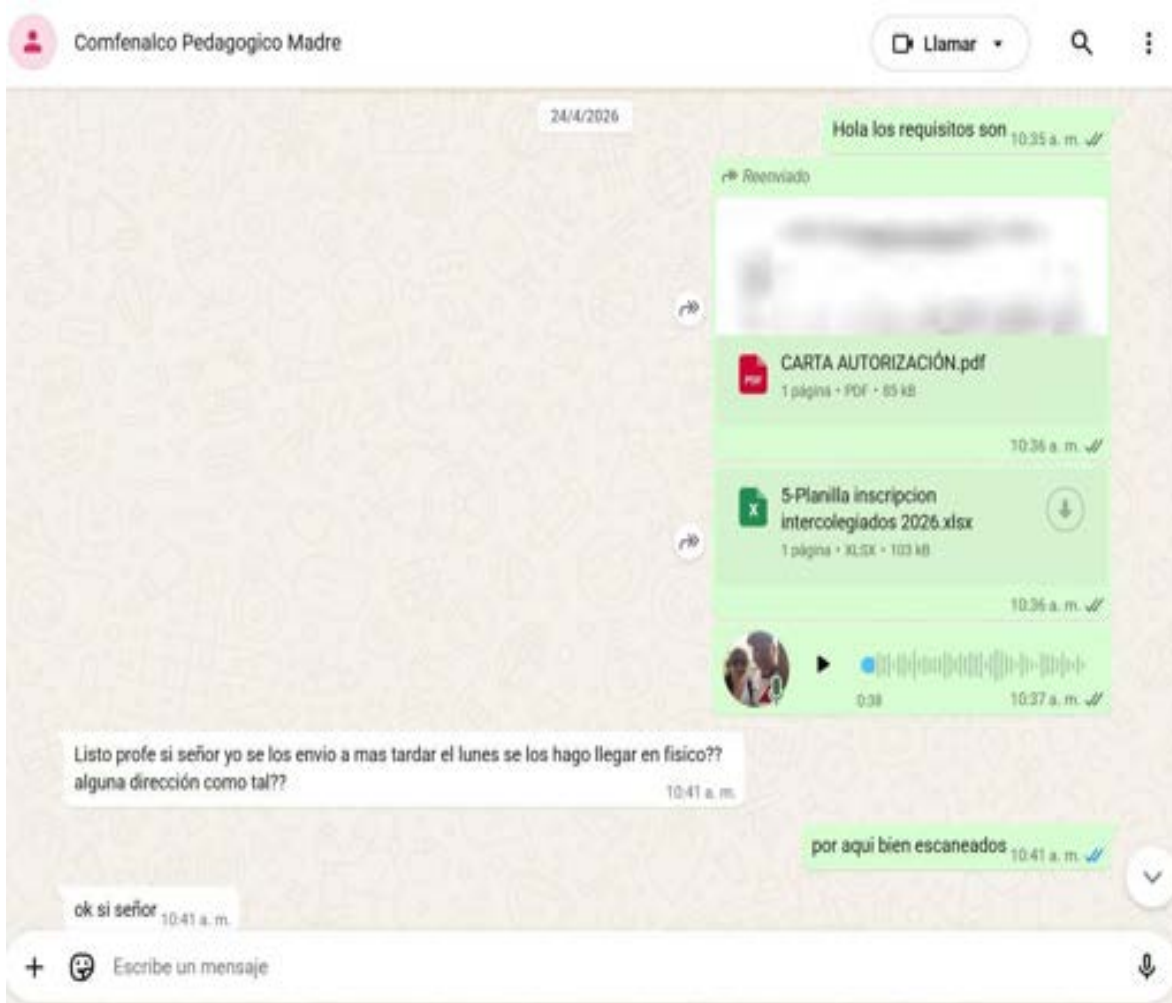 Comfenalco Pedagogico Madre
Llamar
24/4/2026
Hola los requisitos son 10:35 a. m.
Reenviado
CARTA AUTORIZACIÓN.pdf
PDF
1 página • PDF • 85 kB
10:36 a. m.
5-Planilla inscripcion
intercolegiados 2026.xlsx
X
1 página • XLSX • 103 kB
10:36 a. m.
0:38
10:37 a. m.
Listo profe si señor yo se los envio a mas tardar el lunes se los hago llegar en fisico??
alguna dirección como tal??
10:41 a. m.
por aqui bien escaneados 10:41 a. m.
ok si señor 10:41 a. m.
Escribe un mensaje